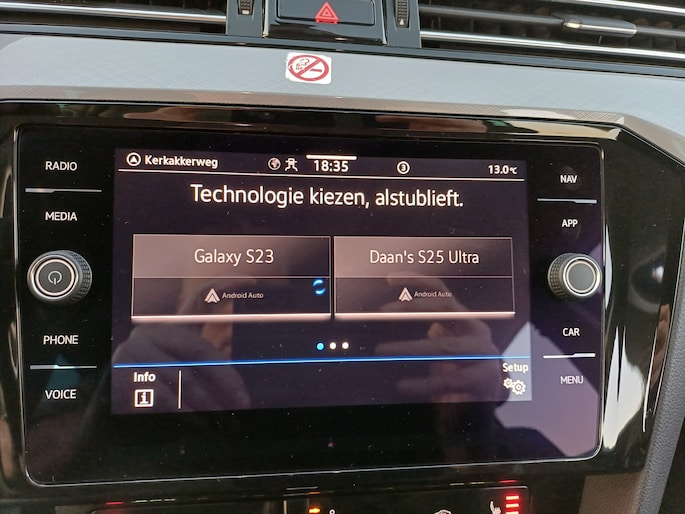 RADIO
MEDIA
PHONE
VOICE
Kerkakkerweg
18:35
3
13.0°C
Technologie kiezen, alstublieft.
Galaxy S23
Android Auto
Daan's S25 Ultra
Android Auto
Info
Setup
NAV
APP
CAR
MENU